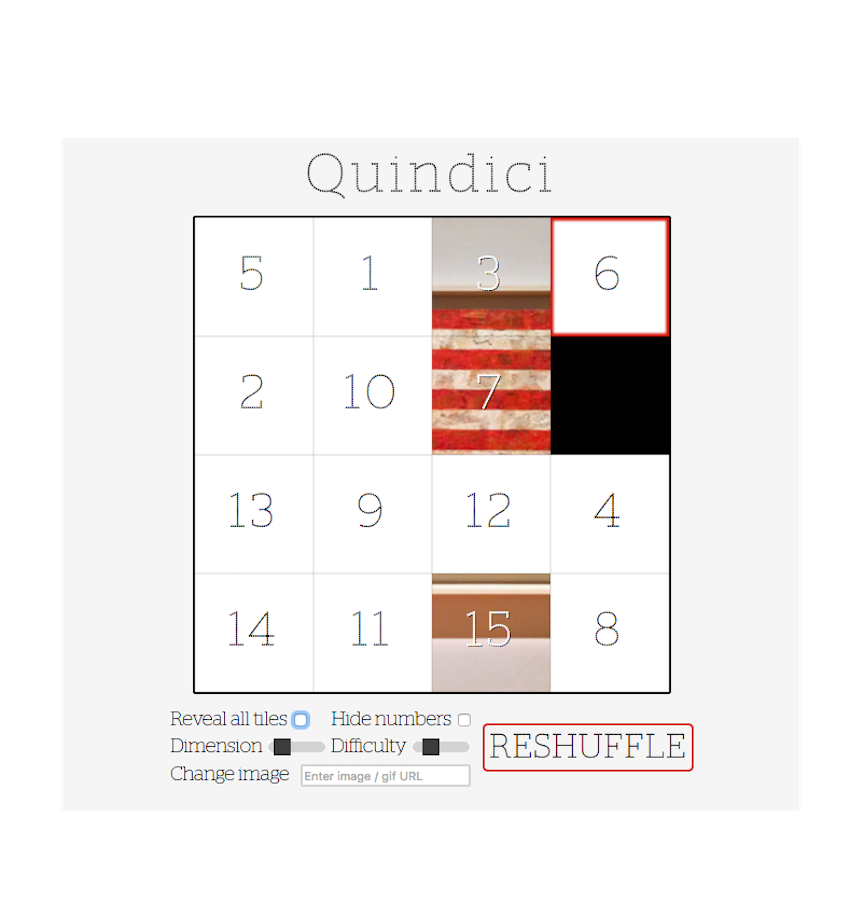 Quindici
5 1 3 6
2 10 7
13 9 12 4
14 11 15 8
Reveal all tiles Hide numbers
Dimension Difficulty
RESHUFFLE
Change image Enter image / gif URL